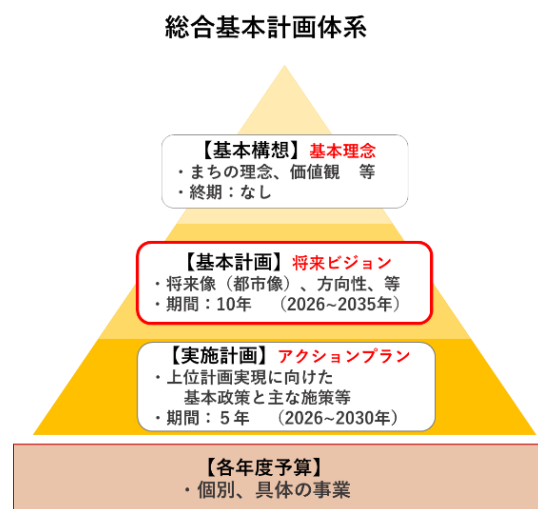 総合基本計画体系
【基本構想】基本理念
・まちの理念、価値観　等
・終期：なし
【基本計画】将来ビジョン
・将来像（都市像）、方向性、等
・期間：10年　（2026~2035年）
【実施計画】アクションプラン
・上位計画実現に向けた
基本政策と主な施策等
・期間：５年　（2026~2030年）
【各年度予算】
・個別、具体の事業